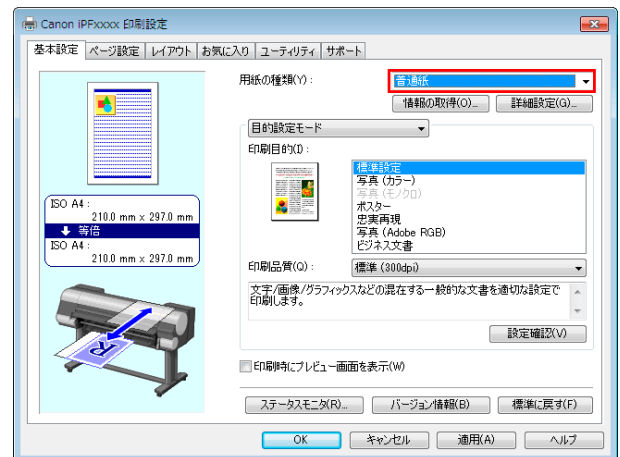 Canon iPFxxxx 印刷設定
基本設定 ページ設定 レイアウト お気に入り ユーティリティ サポート
用紙の種類(Y)： 普通紙
情報の取得(O)... 詳細設定(G)...
目的設定モード
印刷目的(I)：
標準設定
写真 (カラー)
写真 (モノクロ)
ポスター
忠実再現
写真 (Adobe RGB)
ビジネス文書
ISO A4 :
210.0 mm × 297.0 mm
等倍
ISO A4 :
210.0 mm × 297.0 mm
印刷品質(Q)： 標準 (300dpi)
文字/画像/グラフィックスなどの混在する一般的な文書を適切な設定で
印刷します。
設定確認(V)
印刷時にプレビュー画面を表示(W)
ステータスモニタ(R)... バージョン情報(B) 標準に戻す(F)
OK キャンセル 適用(A) ヘルプ